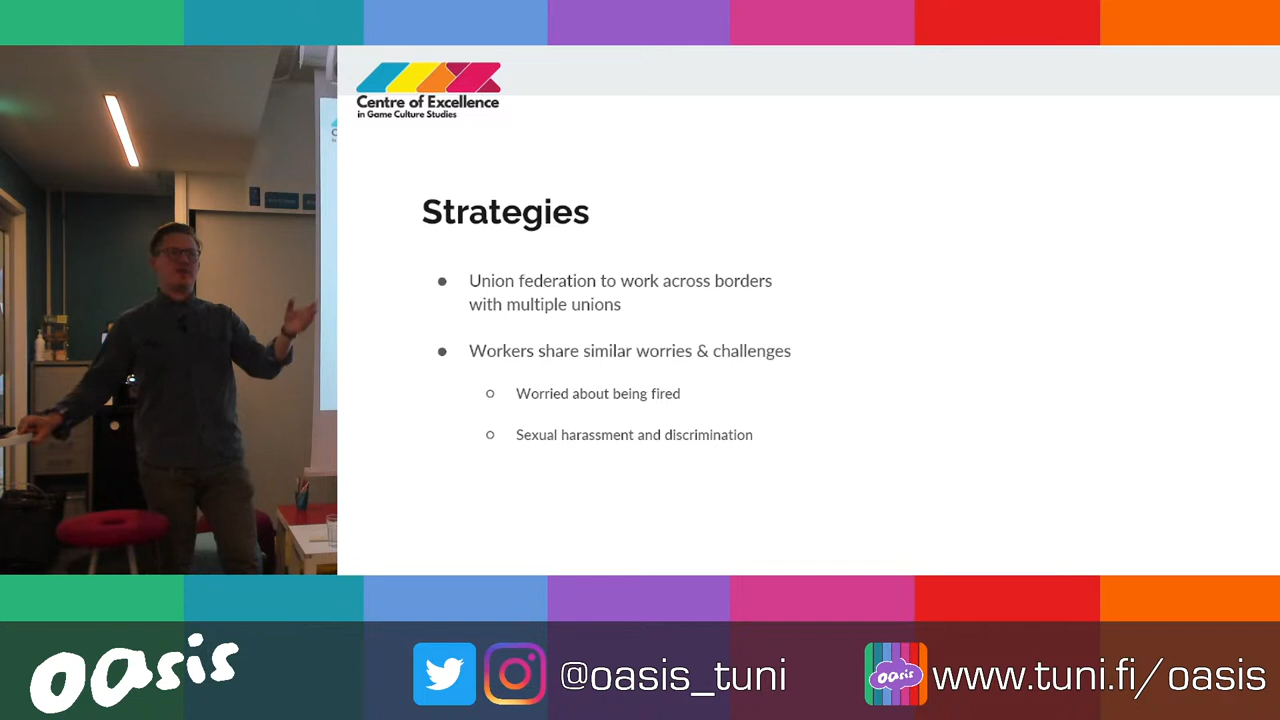 Centre of Excellence
in Game Culture Studies
Strategies
● Union federation to work across borders
with multiple unions
● Workers share similar worries & challenges
○ Worried about being fired
○ Sexual harassment and discrimination
oasis
@oasis_tuni
oasis
www.tuni.fi/oasis